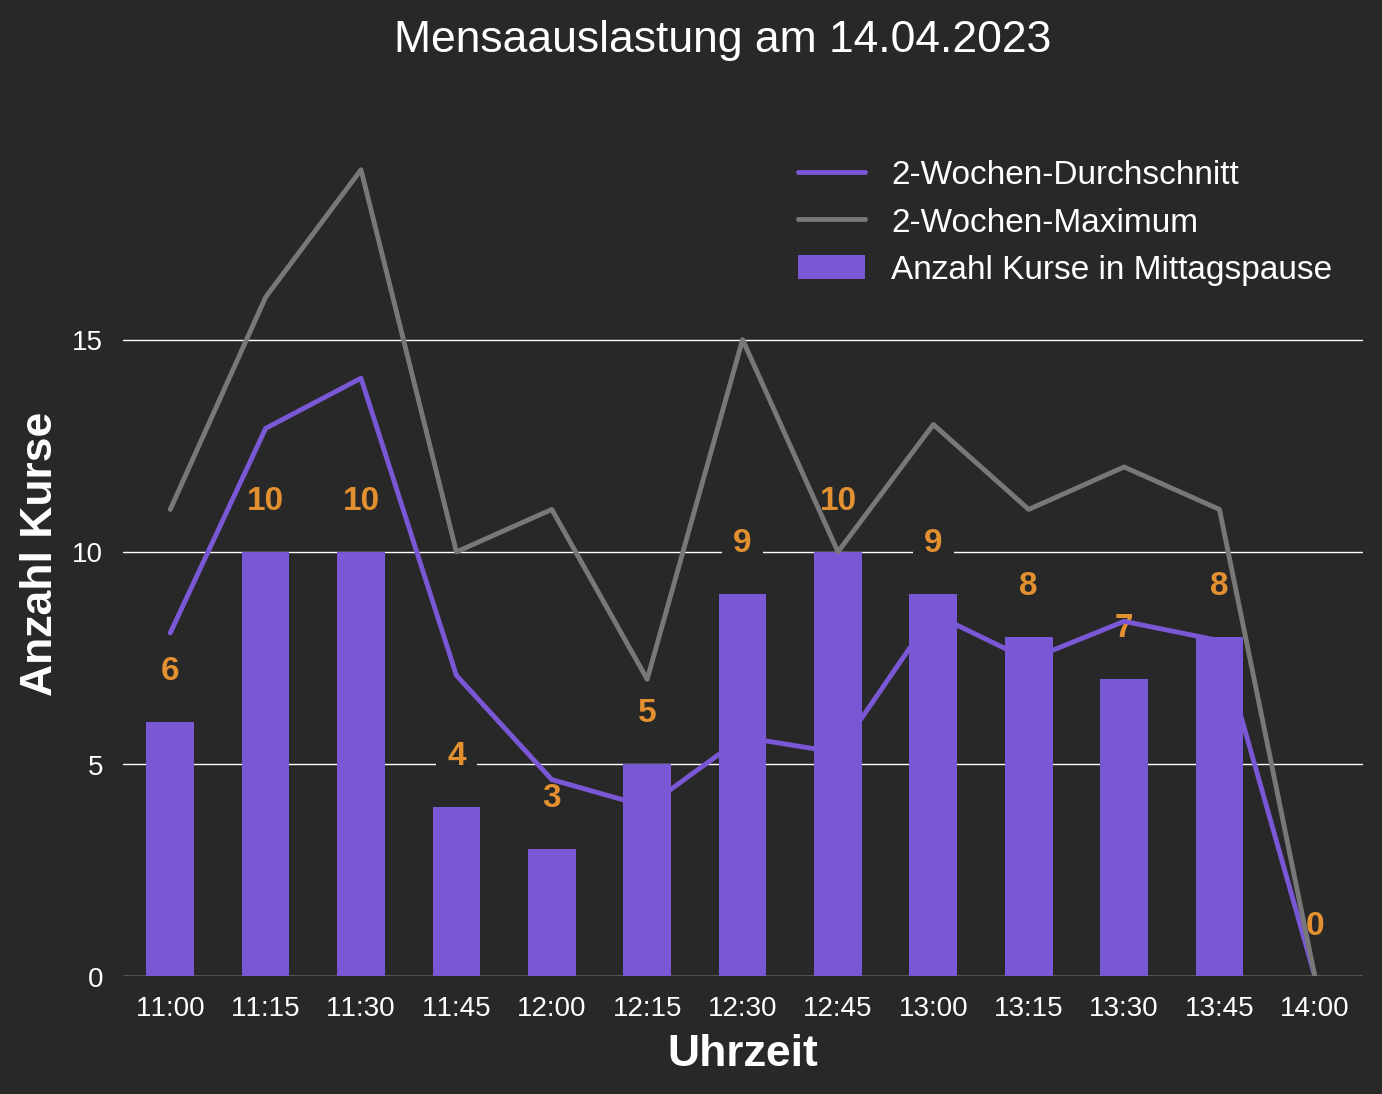 Mensaauslastung am 14.04.2023
2-Wochen-Durchschnitt
2-Wochen-Maximum
Anzahl Kurse in Mittagspause
Anzahl Kurse
15
10
5
0
6
10
10
4
3
5
9
10
9
8
7
8
0
11:00 11:15 11:30 11:45 12:00 12:15 12:30 12:45 13:00 13:15 13:30 13:45 14:00
Uhrzeit